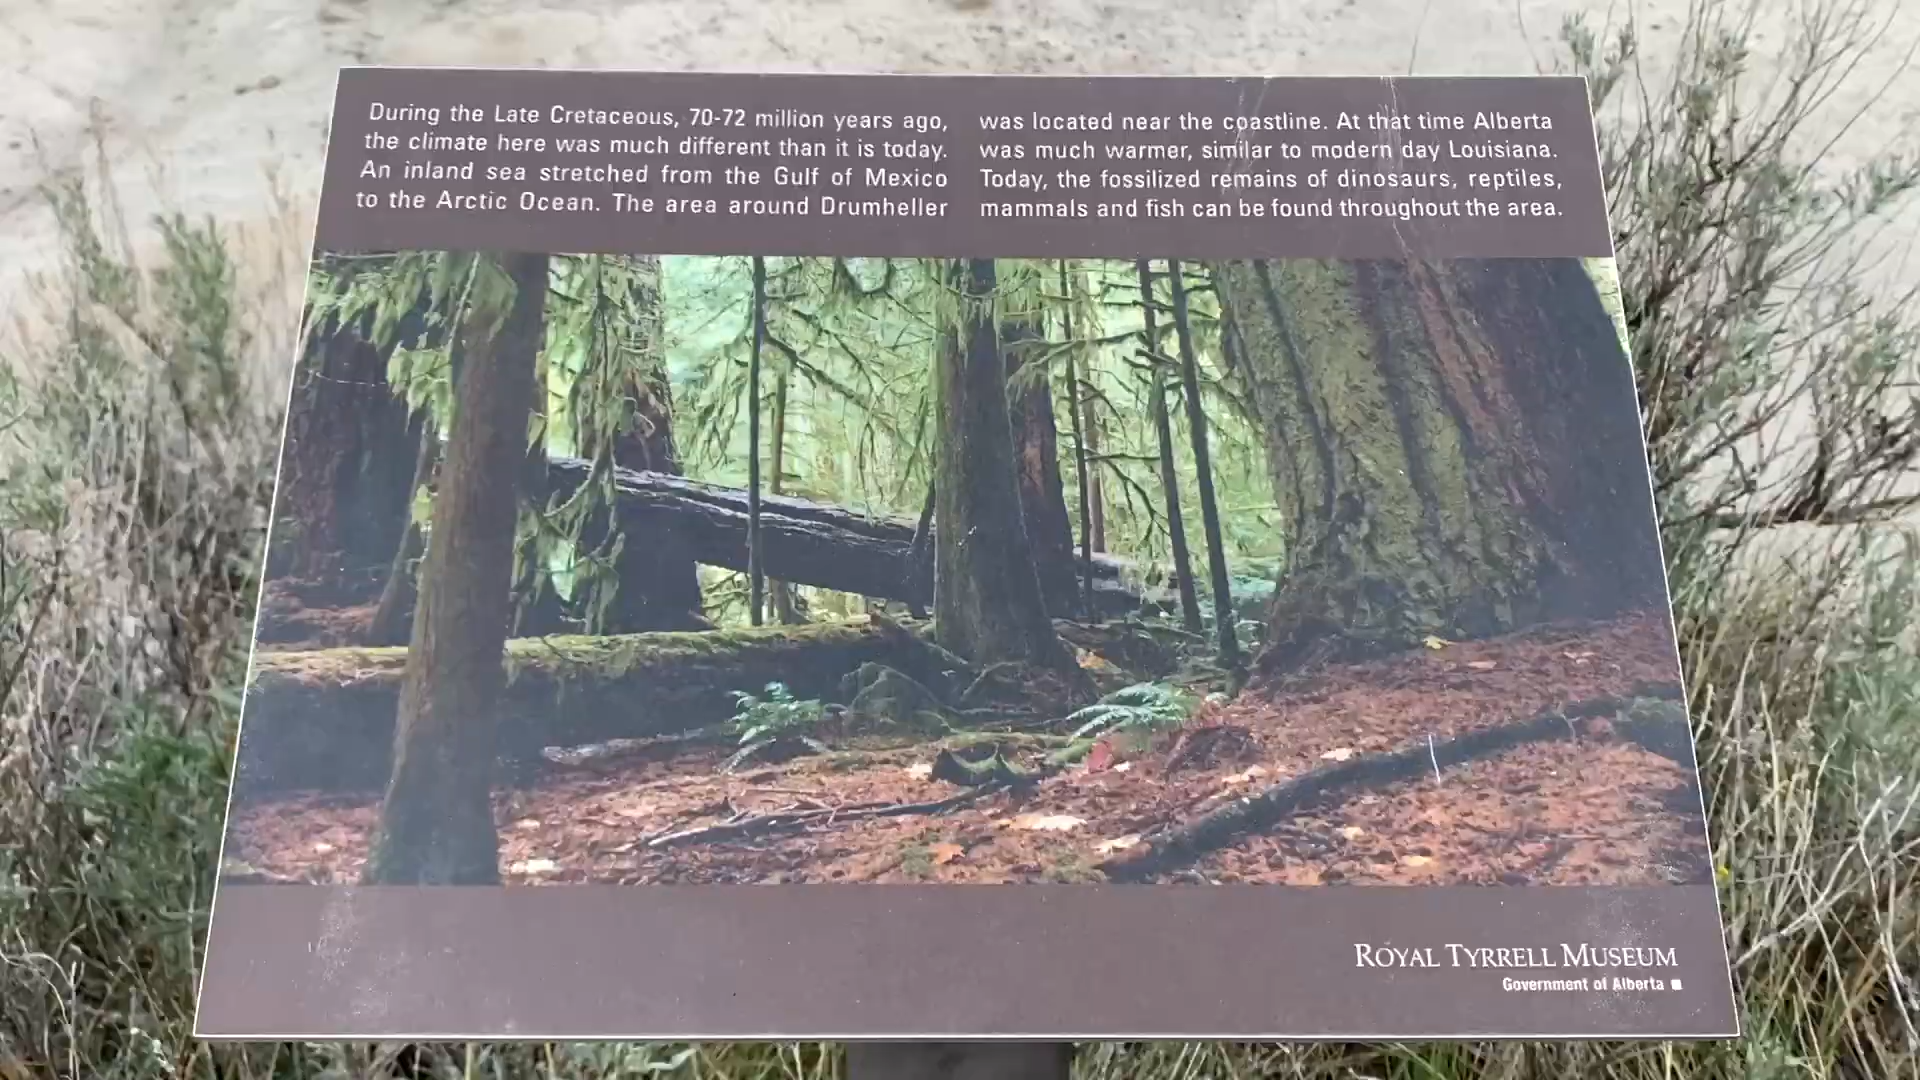 During the Late Cretaceous, 70-72 million years ago,
the climate here was much different than it is today.
An inland sea stretched from the Gulf of Mexico
to the Arctic Ocean. The area around Drumheller
was located near the coastline. At that time Alberta
was much warmer, similar to modern day Louisiana.
Today, the fossilized remains of dinosaurs, reptiles,
mammals and fish can be found throughout the area.
ROYAL TYRRELL MUSEUM
Government of Alberta ■